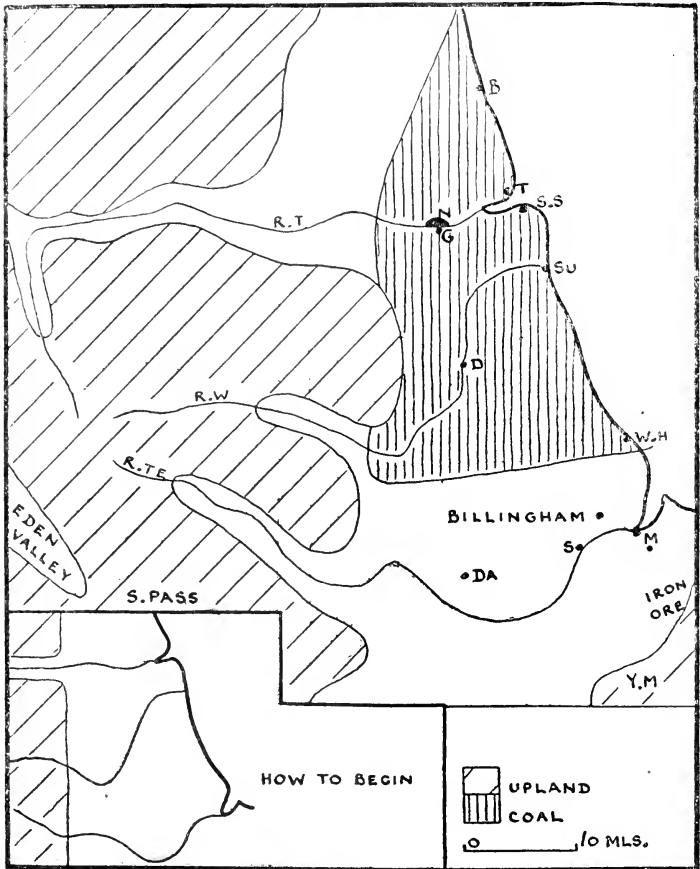 B
T
S.S
N
R.T
G
SU
D
R.W
W.H
R.TE
BILLINGHAM
EDEN
VALLEY
S
M
DA
S. PASS
IRON
ORE
Y.M
HOW TO BEGIN
UPLAND
COAL
0 10 MLS.